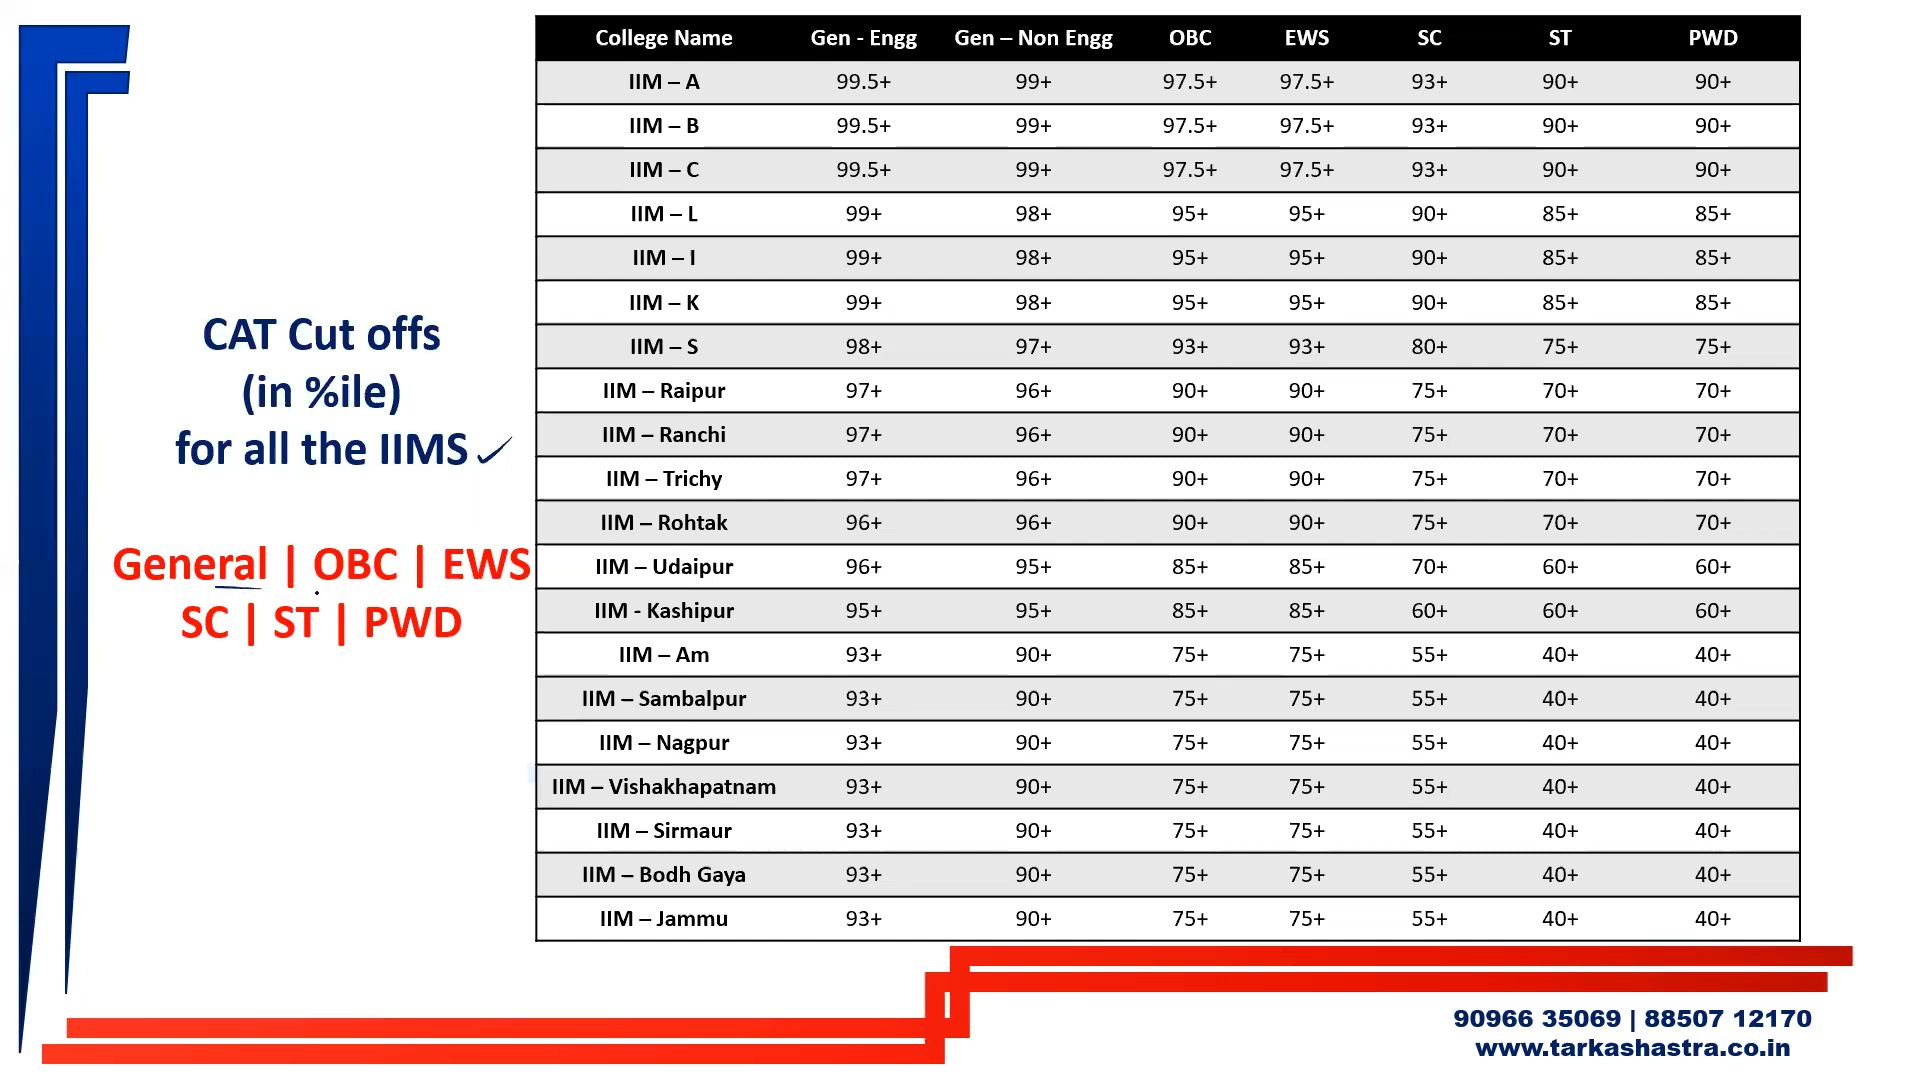 CAT Cut offs
(in %ile)
for all the IIMS
General | OBC | EWS
SC | ST | PWD
College Name Gen - Engg Gen – Non Engg OBC EWS SC ST PWD
IIM – A 99.5+ 99+ 97.5+ 97.5+ 93+ 90+ 90+
IIM – B 99.5+ 99+ 97.5+ 97.5+ 93+ 90+ 90+
IIM – C 99.5+ 99+ 97.5+ 97.5+ 93+ 90+ 90+
IIM – L 99+ 98+ 95+ 95+ 90+ 85+ 85+
IIM – I 99+ 98+ 95+ 95+ 90+ 85+ 85+
IIM – K 99+ 98+ 95+ 95+ 90+ 85+ 85+
IIM – S 98+ 97+ 93+ 93+ 80+ 75+ 75+
IIM – Raipur 97+ 96+ 90+ 90+ 75+ 70+ 70+
IIM – Ranchi 97+ 96+ 90+ 90+ 75+ 70+ 70+
IIM – Trichy 97+ 96+ 90+ 90+ 75+ 70+ 70+
IIM – Rohtak 96+ 96+ 90+ 90+ 75+ 70+ 70+
IIM – Udaipur 96+ 95+ 85+ 85+ 70+ 60+ 60+
IIM - Kashipur 95+ 95+ 85+ 85+ 60+ 60+ 60+
IIM – Am 93+ 90+ 75+ 75+ 55+ 40+ 40+
IIM – Sambalpur 93+ 90+ 75+ 75+ 55+ 40+ 40+
IIM – Nagpur 93+ 90+ 75+ 75+ 55+ 40+ 40+
IIM – Vishakhapatnam 93+ 90+ 75+ 75+ 55+ 40+ 40+
IIM – Sirmaur 93+ 90+ 75+ 75+ 55+ 40+ 40+
IIM – Bodh Gaya 93+ 90+ 75+ 75+ 55+ 40+ 40+
IIM – Jammu 93+ 90+ 75+ 75+ 55+ 40+ 40+
90966 35069 | 88507 12170
www.tarkashastra.co.in